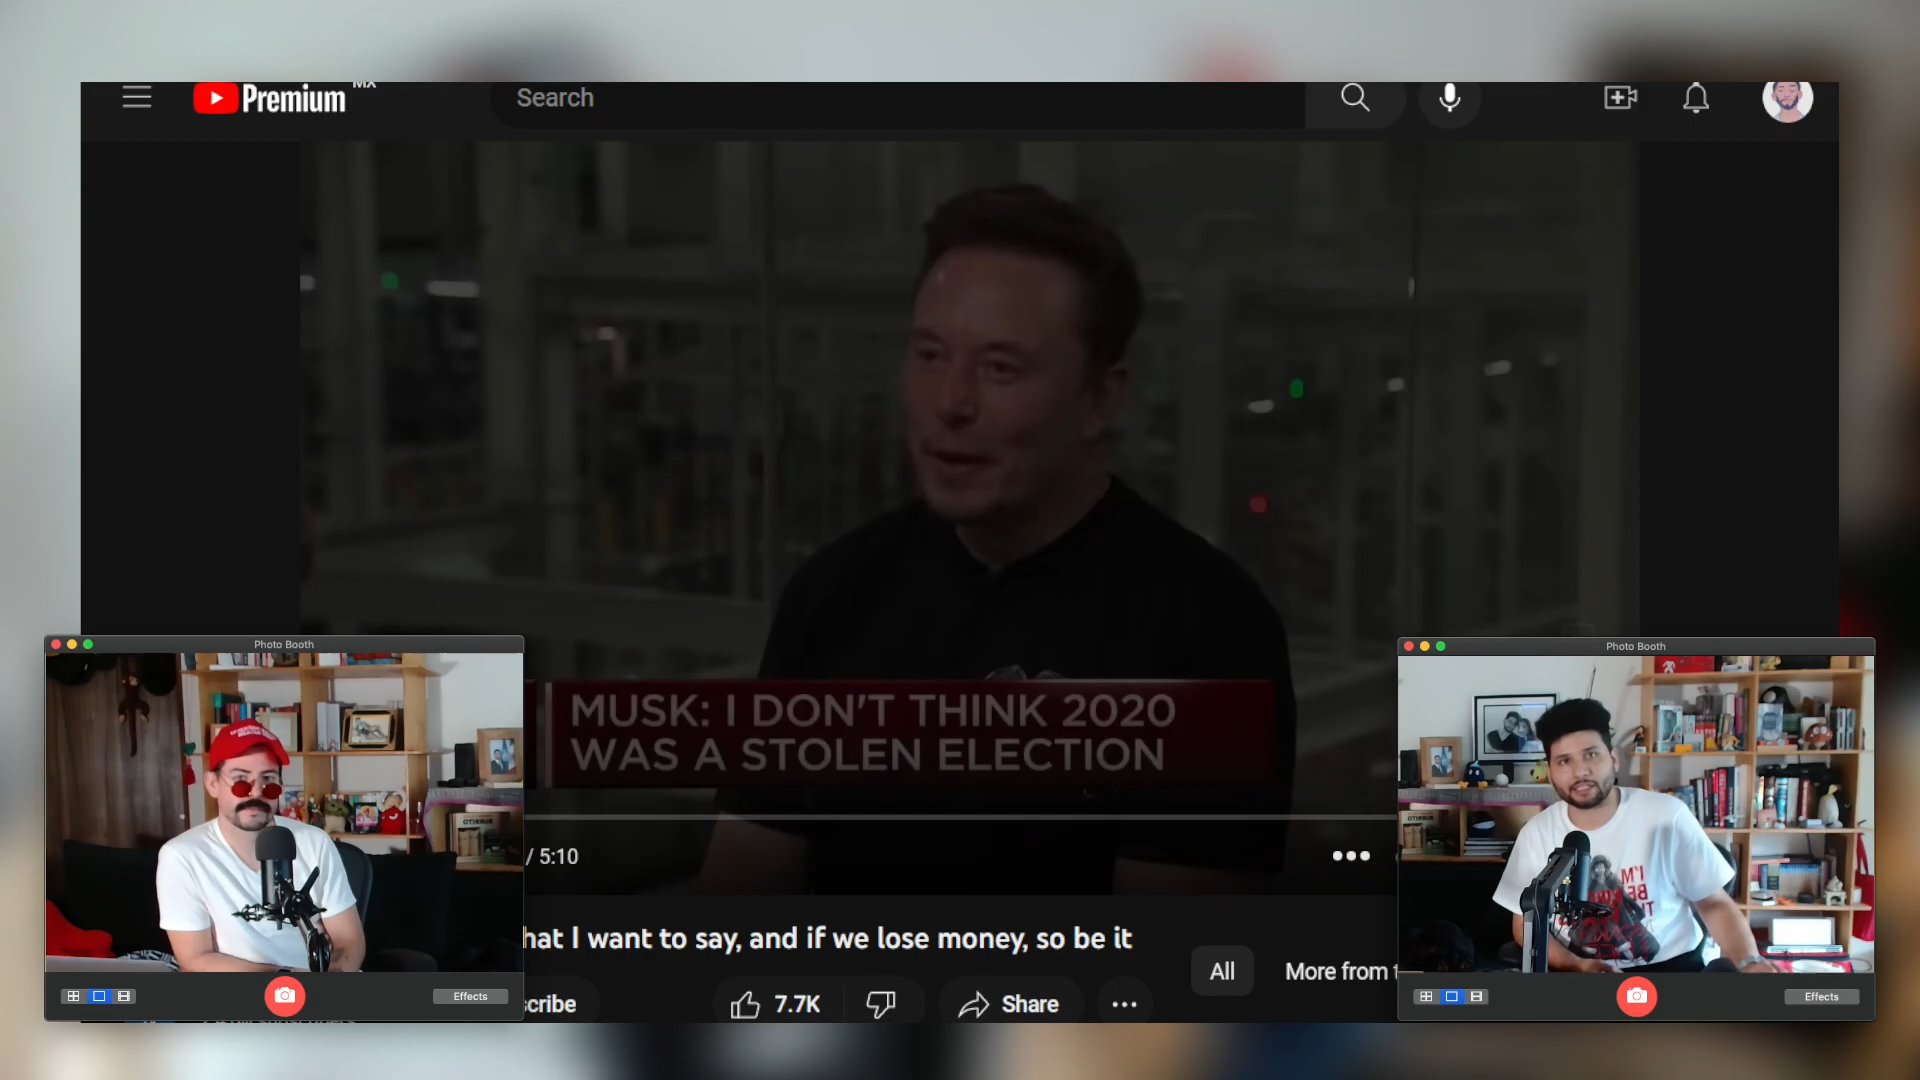 Premium MX
Search
MUSK: I DON'T THINK 2020
WAS A STOLEN ELECTION
/ 5:10
hat I want to say, and if we lose money, so be it
All
More from
scribe
7.7K
Share
Photo Booth
Effects
Photo Booth
I'M
Effects